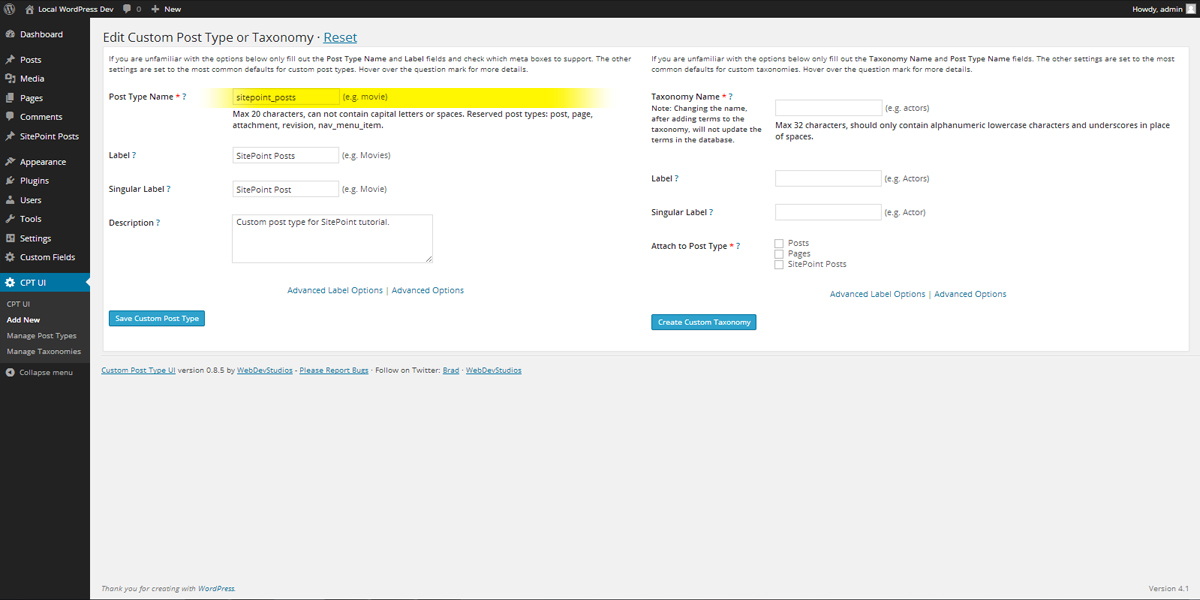 Local WordPress Dev 0 + New
Howdy, admin
Dashboard
Posts
Media
Pages
Comments
SitePoint Posts
Appearance
Plugins
Users
Tools
Settings
Custom Fields
CPT UI
CPT UI
Add New
Manage Post Types
Manage Taxonomies
Collapse menu
Edit Custom Post Type or Taxonomy · Reset
If you are unfamiliar with the options below only fill out the Post Type Name and Label fields and check which meta boxes to support. The other
settings are set to the most common defaults for custom post types. Hover over the question mark for more details.
Post Type Name * ?
sitepoint_posts (e.g. movie)
Max 20 characters, can not contain capital letters or spaces. Reserved post types: post, page,
attachment, revision, nav_menu_item.
Label ?
SitePoint Posts (e.g. Movies)
Singular Label ?
SitePoint Post (e.g. Movie)
Description ?
Custom post type for SitePoint tutorial.
Advanced Label Options | Advanced Options
Save Custom Post Type
If you are unfamiliar with the options below only fill out the Taxonomy Name and Post Type Name fields. The other settings are set to the most
common defaults for custom taxonomies. Hover over the question mark for more details.
Taxonomy Name * ?
Note: Changing the name,
after adding terms to the
taxonomy, will not update the
terms in the database.
(e.g. actors)
Max 32 characters, should only contain alphanumeric lowercase characters and underscores in place
of spaces.
Label ?
(e.g. Actors)
Singular Label ?
(e.g. Actor)
Attach to Post Type * ?
Posts
Pages
SitePoint Posts
Advanced Label Options | Advanced Options
Create Custom Taxonomy
Custom Post Type UI version 0.8.5 by WebDevStudios - Please Report Bugs · Follow on Twitter: Brad · WebDevStudios
Thank you for creating with WordPress.
Version 4.1